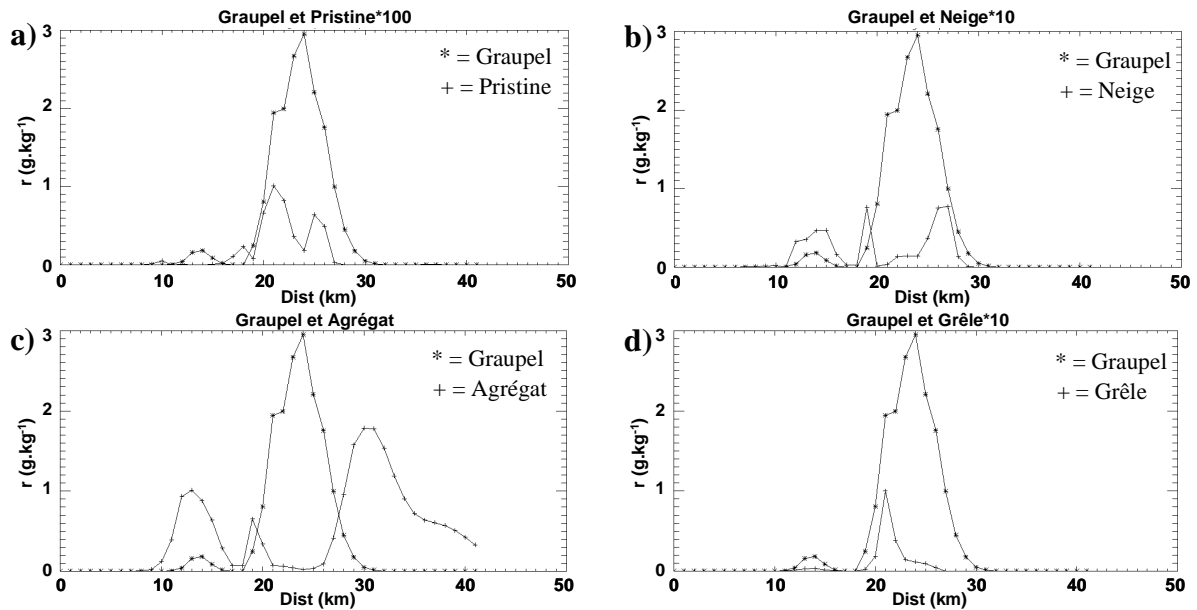 Graupel et Pristine*100
a)
* = Graupel
+ = Pristine
r (g.kg-1)
3
2
1
0
0 10 20 30 40 50
Dist (km)
Graupel et Neige*10
b)
* = Graupel
+ = Neige
r (g.kg-1)
3
2
1
0
0 10 20 30 40 50
Dist (km)
Graupel et Agrégat
c)
* = Graupel
+ = Agrégat
r (g.kg-1)
3
2
1
0
0 10 20 30 40 50
Dist (km)
Graupel et Grêle*10
d)
* = Graupel
+ = Grêle
r (g.kg-1)
3
2
1
0
0 10 20 30 40 50
Dist (km)